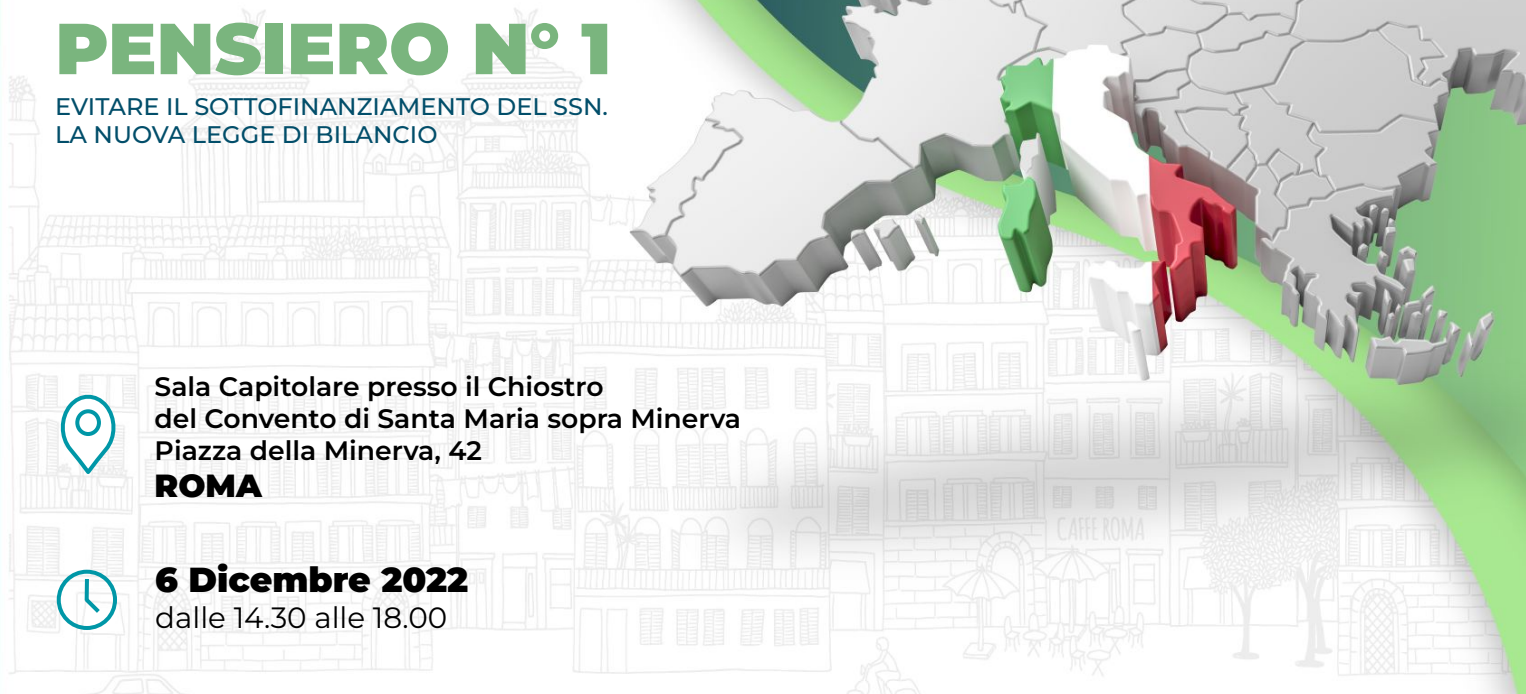 PENSIERO N° 1
EVITARE IL SOTTOFINANZIAMENTO DEL SSN.
LA NUOVA LEGGE DI BILANCIO
Sala Capitolare presso il Chiostro
del Convento di Santa Maria sopra Minerva
Piazza della Minerva, 42
ROMA
CAFFE ROMA
6 Dicembre 2022
dalle 14.30 alle 18.00